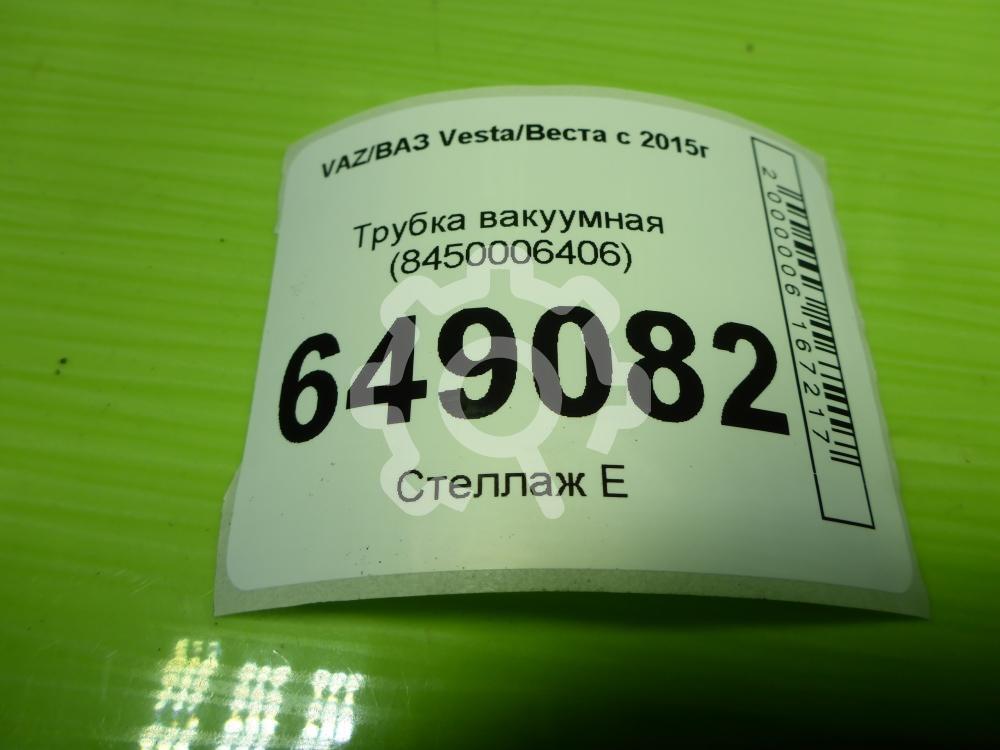 VAZ/ВАЗ Vesta/Веста с 2015г
Трубка вакуумная
(8450006406)
649082
Стеллаж Е
2000006167217